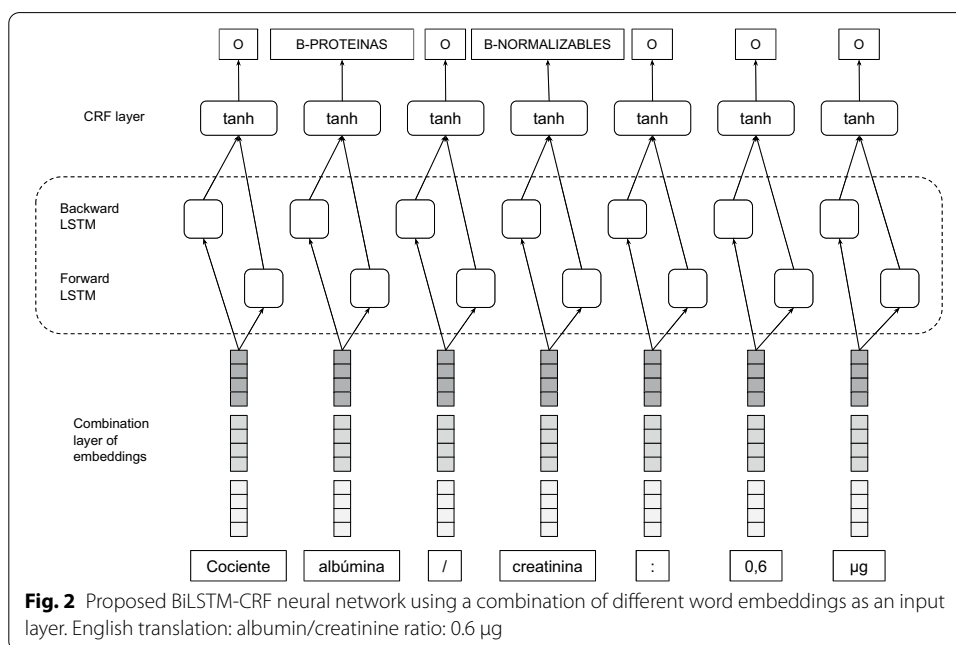 O B-PROTEINAS O B-NORMALIZABLES O O O
CRF layer tanh tanh tanh tanh tanh tanh tanh
Backward
LSTM
Forward
LSTM
Combination
layer of
embeddings
Cociente albúmina / creatinina : 0,6 µg
Fig. 2 Proposed BiLSTM-CRF neural network using a combination of different word embeddings as an input
layer. English translation: albumin/creatinine ratio: 0.6 µg